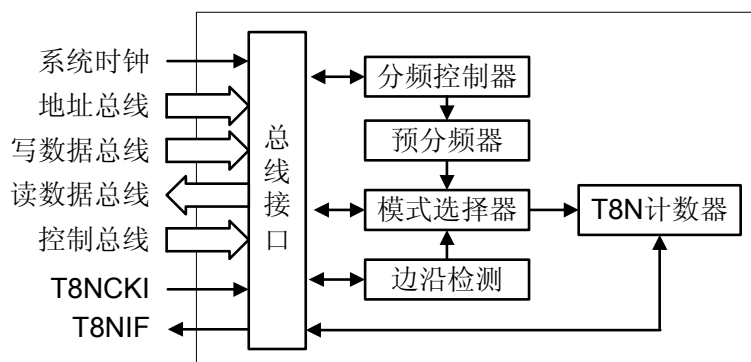 系统时钟
地址总线
写数据总线
读数据总线
控制总线
T8NCKI
T8NIF
总线接口
分频控制器
预分频器
模式选择器
T8N计数器
边沿检测